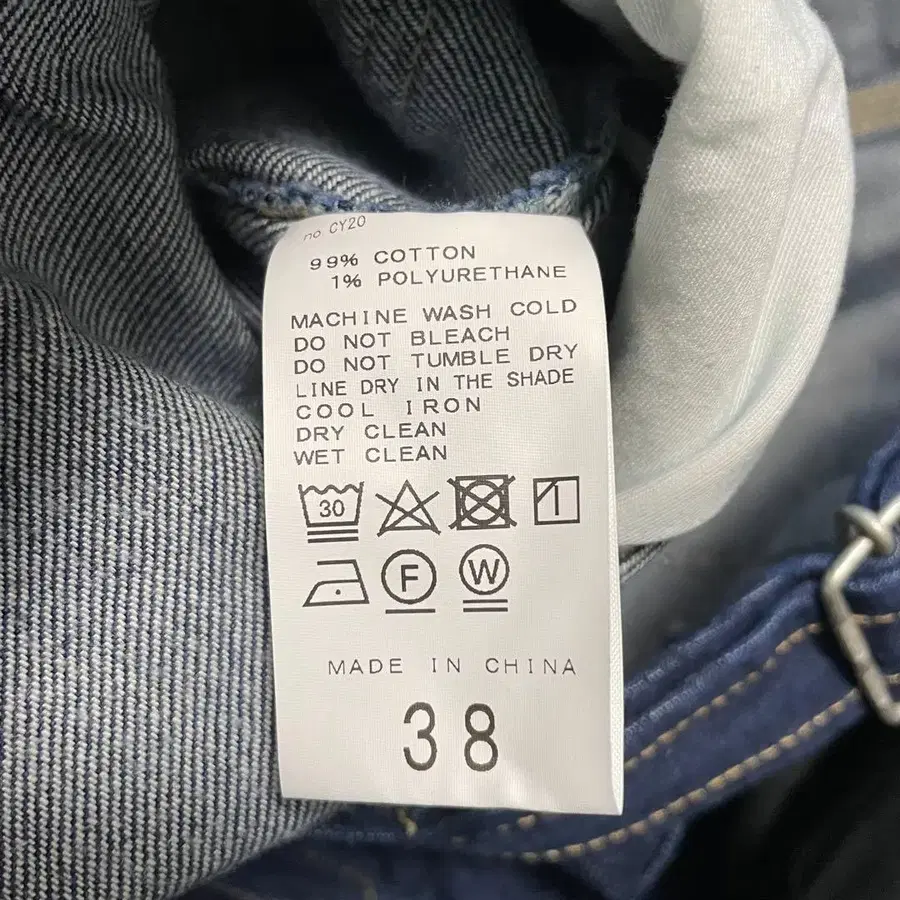 no. CY20
99% COTTON
1% POLYURETHANE
MACHINE WASH COLD
DO NOT BLEACH
DO NOT TUMBLE DRY
LINE DRY IN THE SHADE
COOL IRON
DRY CLEAN
WET CLEAN
30
F W
MADE IN CHINA
38